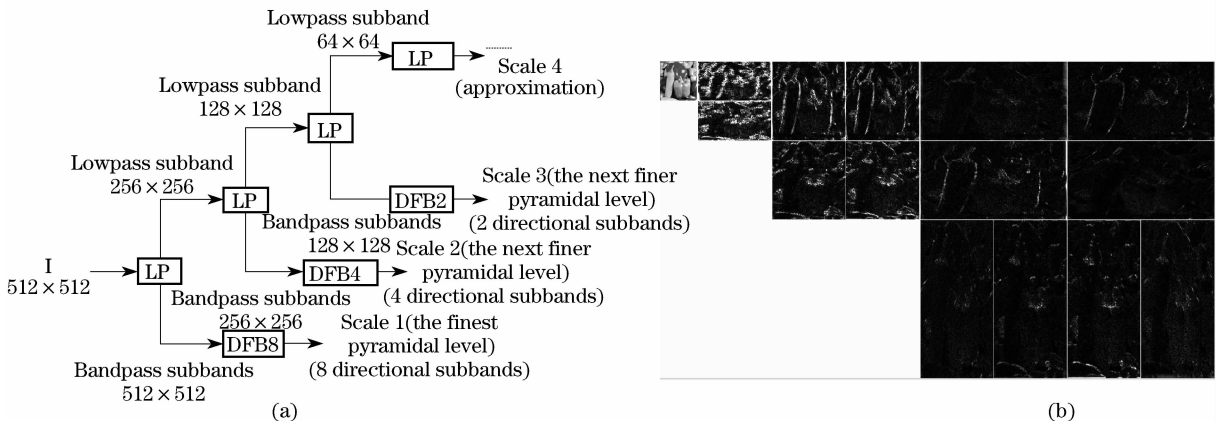 Lowpass subband
64×64
LP
Scale 4
(approximation)
Lowpass subband
128×128
LP
Lowpass subband
256×256
LP
DFB2
Scale 3(the next finer
pyramidal level)
(2 directional subbands)
Bandpass subbands
128×128
I
512×512
LP
DFB4
Scale 2(the next finer
pyramidal level)
(4 directional subbands)
Bandpass subbands
256×256
DFB8
Scale 1(the finest
pyramidal level)
(8 directional subbands)
Bandpass subbands
512×512
(a)
(b)